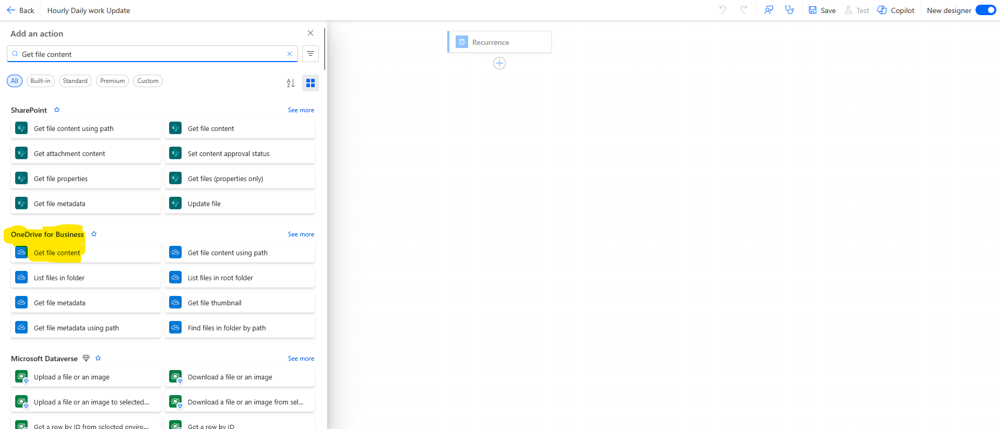 Back Hourly Daily work Update Save Test Copilot New designer
Add an action
Recurrence
Get file content
All Built-in Standard Premium Custom
A
Z
SharePoint See more
Get file content using path Get file content
Get attachment content Set content approval status
Get file properties Get files (properties only)
Get file metadata Update file
OneDrive for Business See more
Get file content Get file content using path
List files in folder List files in root folder
Get file metadata Get file thumbnail
Get file metadata using path Find files in folder by path
Microsoft Dataverse See more
Upload a file or an image Download a file or an image
Upload a file or an image to selected... Download a file or an image from sel...
Get a row by ID from selected enviro... Get a row by ID